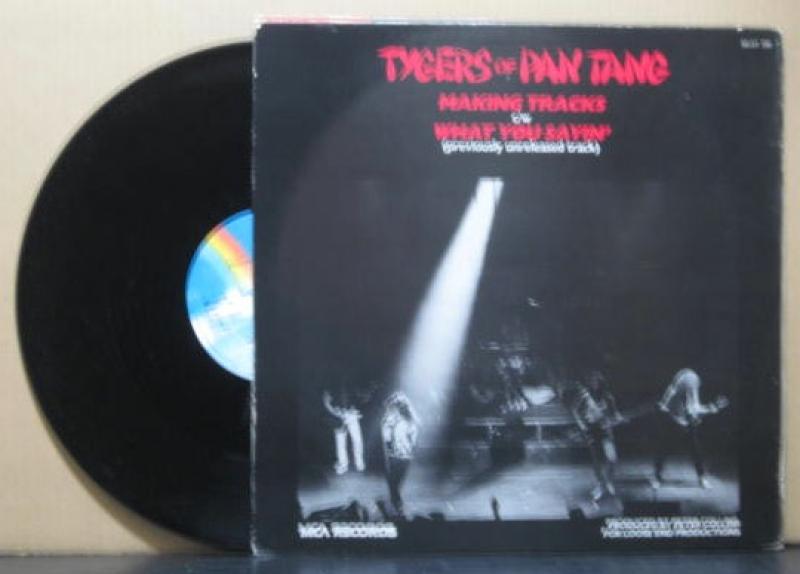 TYGERS OF PAN TANG
MAKING TRACKS
c/w
WHAT YOU SAYIN'
(previously unreleased track)
MCA RECORDS
PRODUCED BY PETER COLLINS
FOR LOOSE END PRODUCTIONS